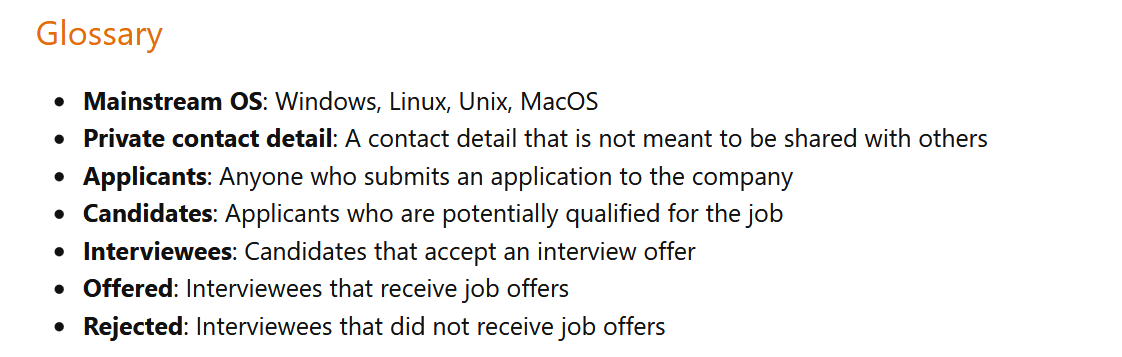 Glossary
• Mainstream OS: Windows, Linux, Unix, MacOS
• Private contact detail: A contact detail that is not meant to be shared with others
• Applicants: Anyone who submits an application to the company
• Candidates: Applicants who are potentially qualified for the job
• Interviewees: Candidates that accept an interview offer
• Offered: Interviewees that receive job offers
• Rejected: Interviewees that did not receive job offers